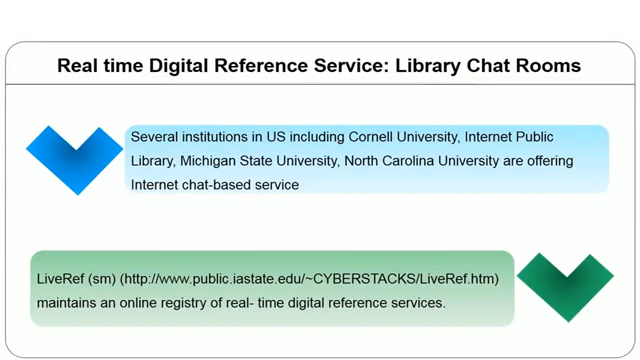 Real time Digital Reference Service: Library Chat Rooms
Several institutions in US including Cornell University, Internet Public
Library, Michigan State University, North Carolina University are offering
Internet chat-based service
LiveRef (sm) (http://www.public.iastate.edu/~CYBERSTACKS/LiveRef.htm)
maintains an online registry of real- time digital reference services.